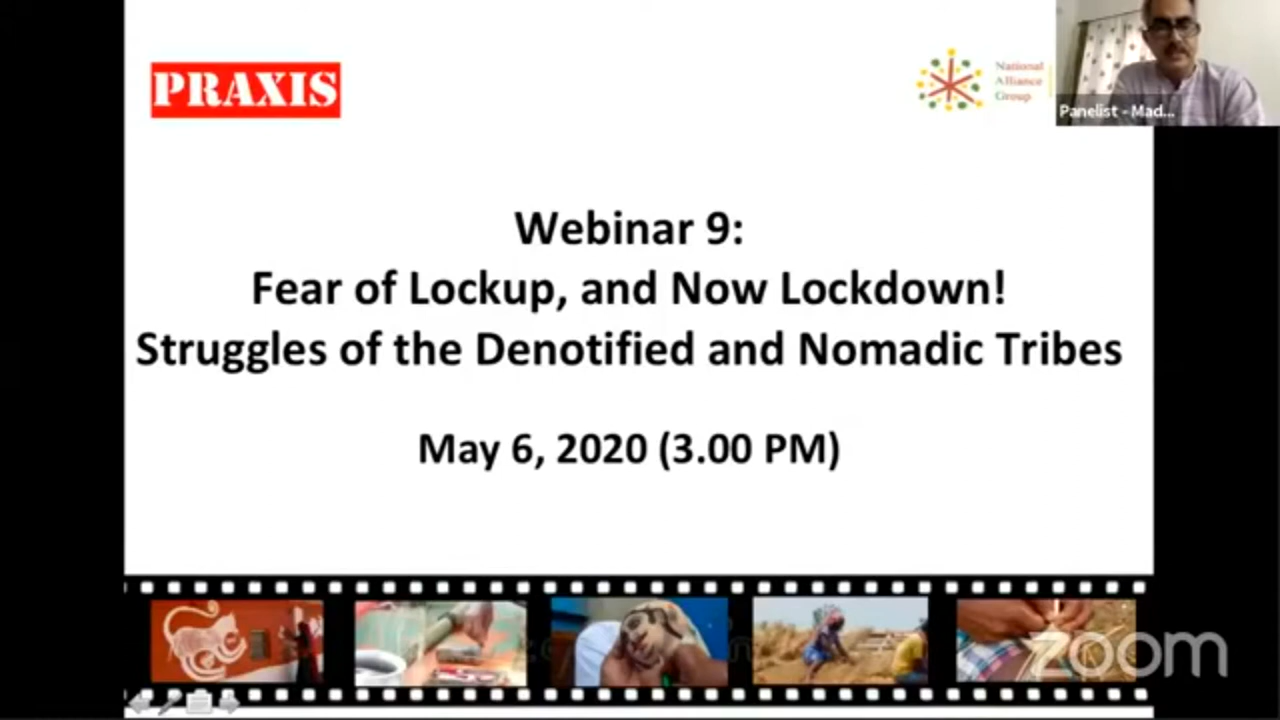 PRAXIS
National
Alliance
Group
Panelist - Mad...
Webinar 9:
Fear of Lockup, and Now Lockdown!
Struggles of the Denotified and Nomadic Tribes
May 6, 2020 (3.00 PM)
zoom